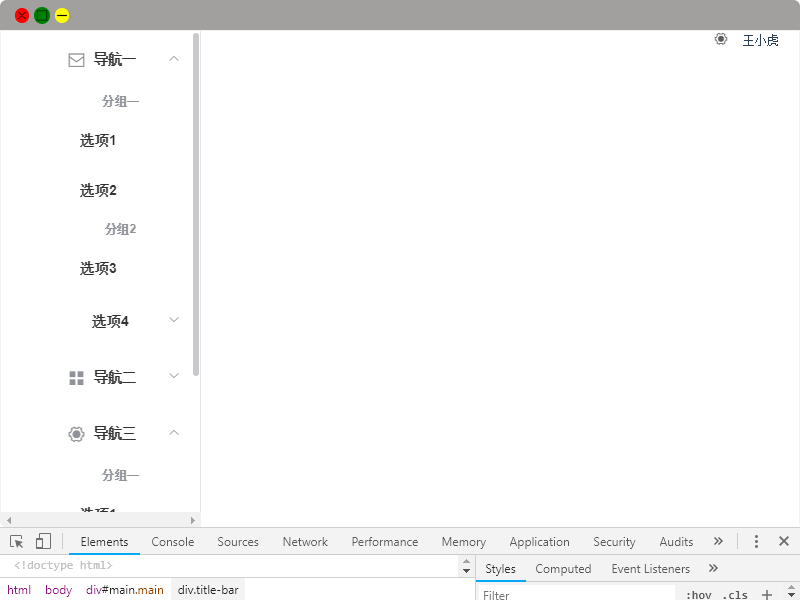 王小虎
导航一
分组一
选项1
选项2
分组2
选项3
选项4
导航二
导航三
分组一
选项1
Elements Console Sources Network Performance Memory Application Security Audits
<!doctype html>
html body div#main.main div.title-bar
Styles Computed Event Listeners
Filter :hov .cls